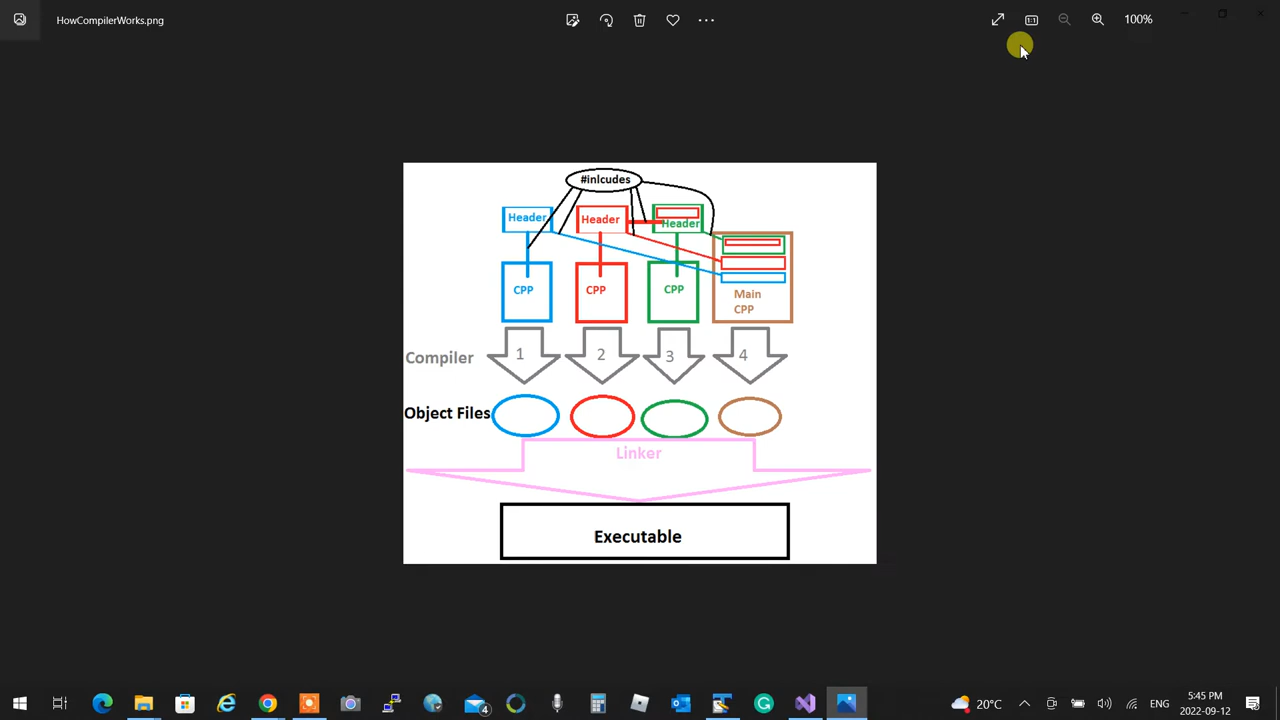 HowCompilerWorks.png
100%
#inlcudes
Header
Header
Header
CPP
CPP
CPP
Main
CPP
Compiler
1
2
3
4
Object Files
Linker
Executable
4
20°C
ENG
5:45 PM
2022-09-12